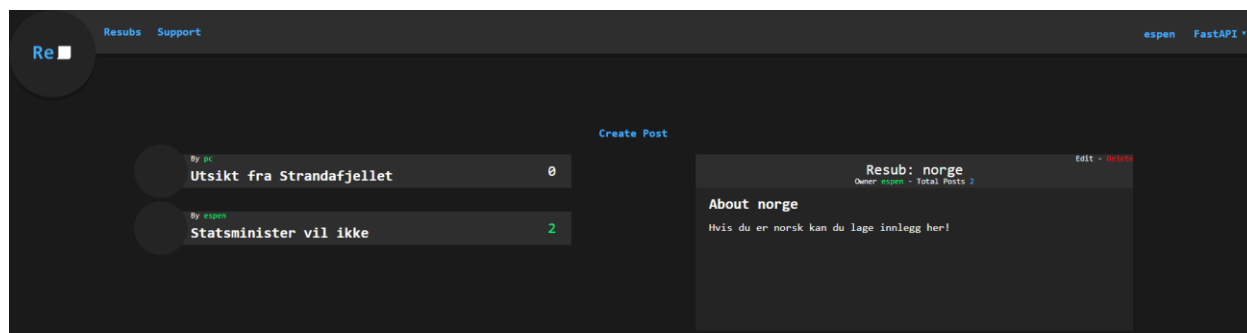 Re
Resubs Support
espen FastAPI
Create Post
By pc
Utsikt fra Strandafjellet 0
By espen
Statsminister vil ikke 2
Edit - Delete
Resub: norge
Owner espen - Total Posts 2
About norge
Hvis du er norsk kan du lage innlegg her!